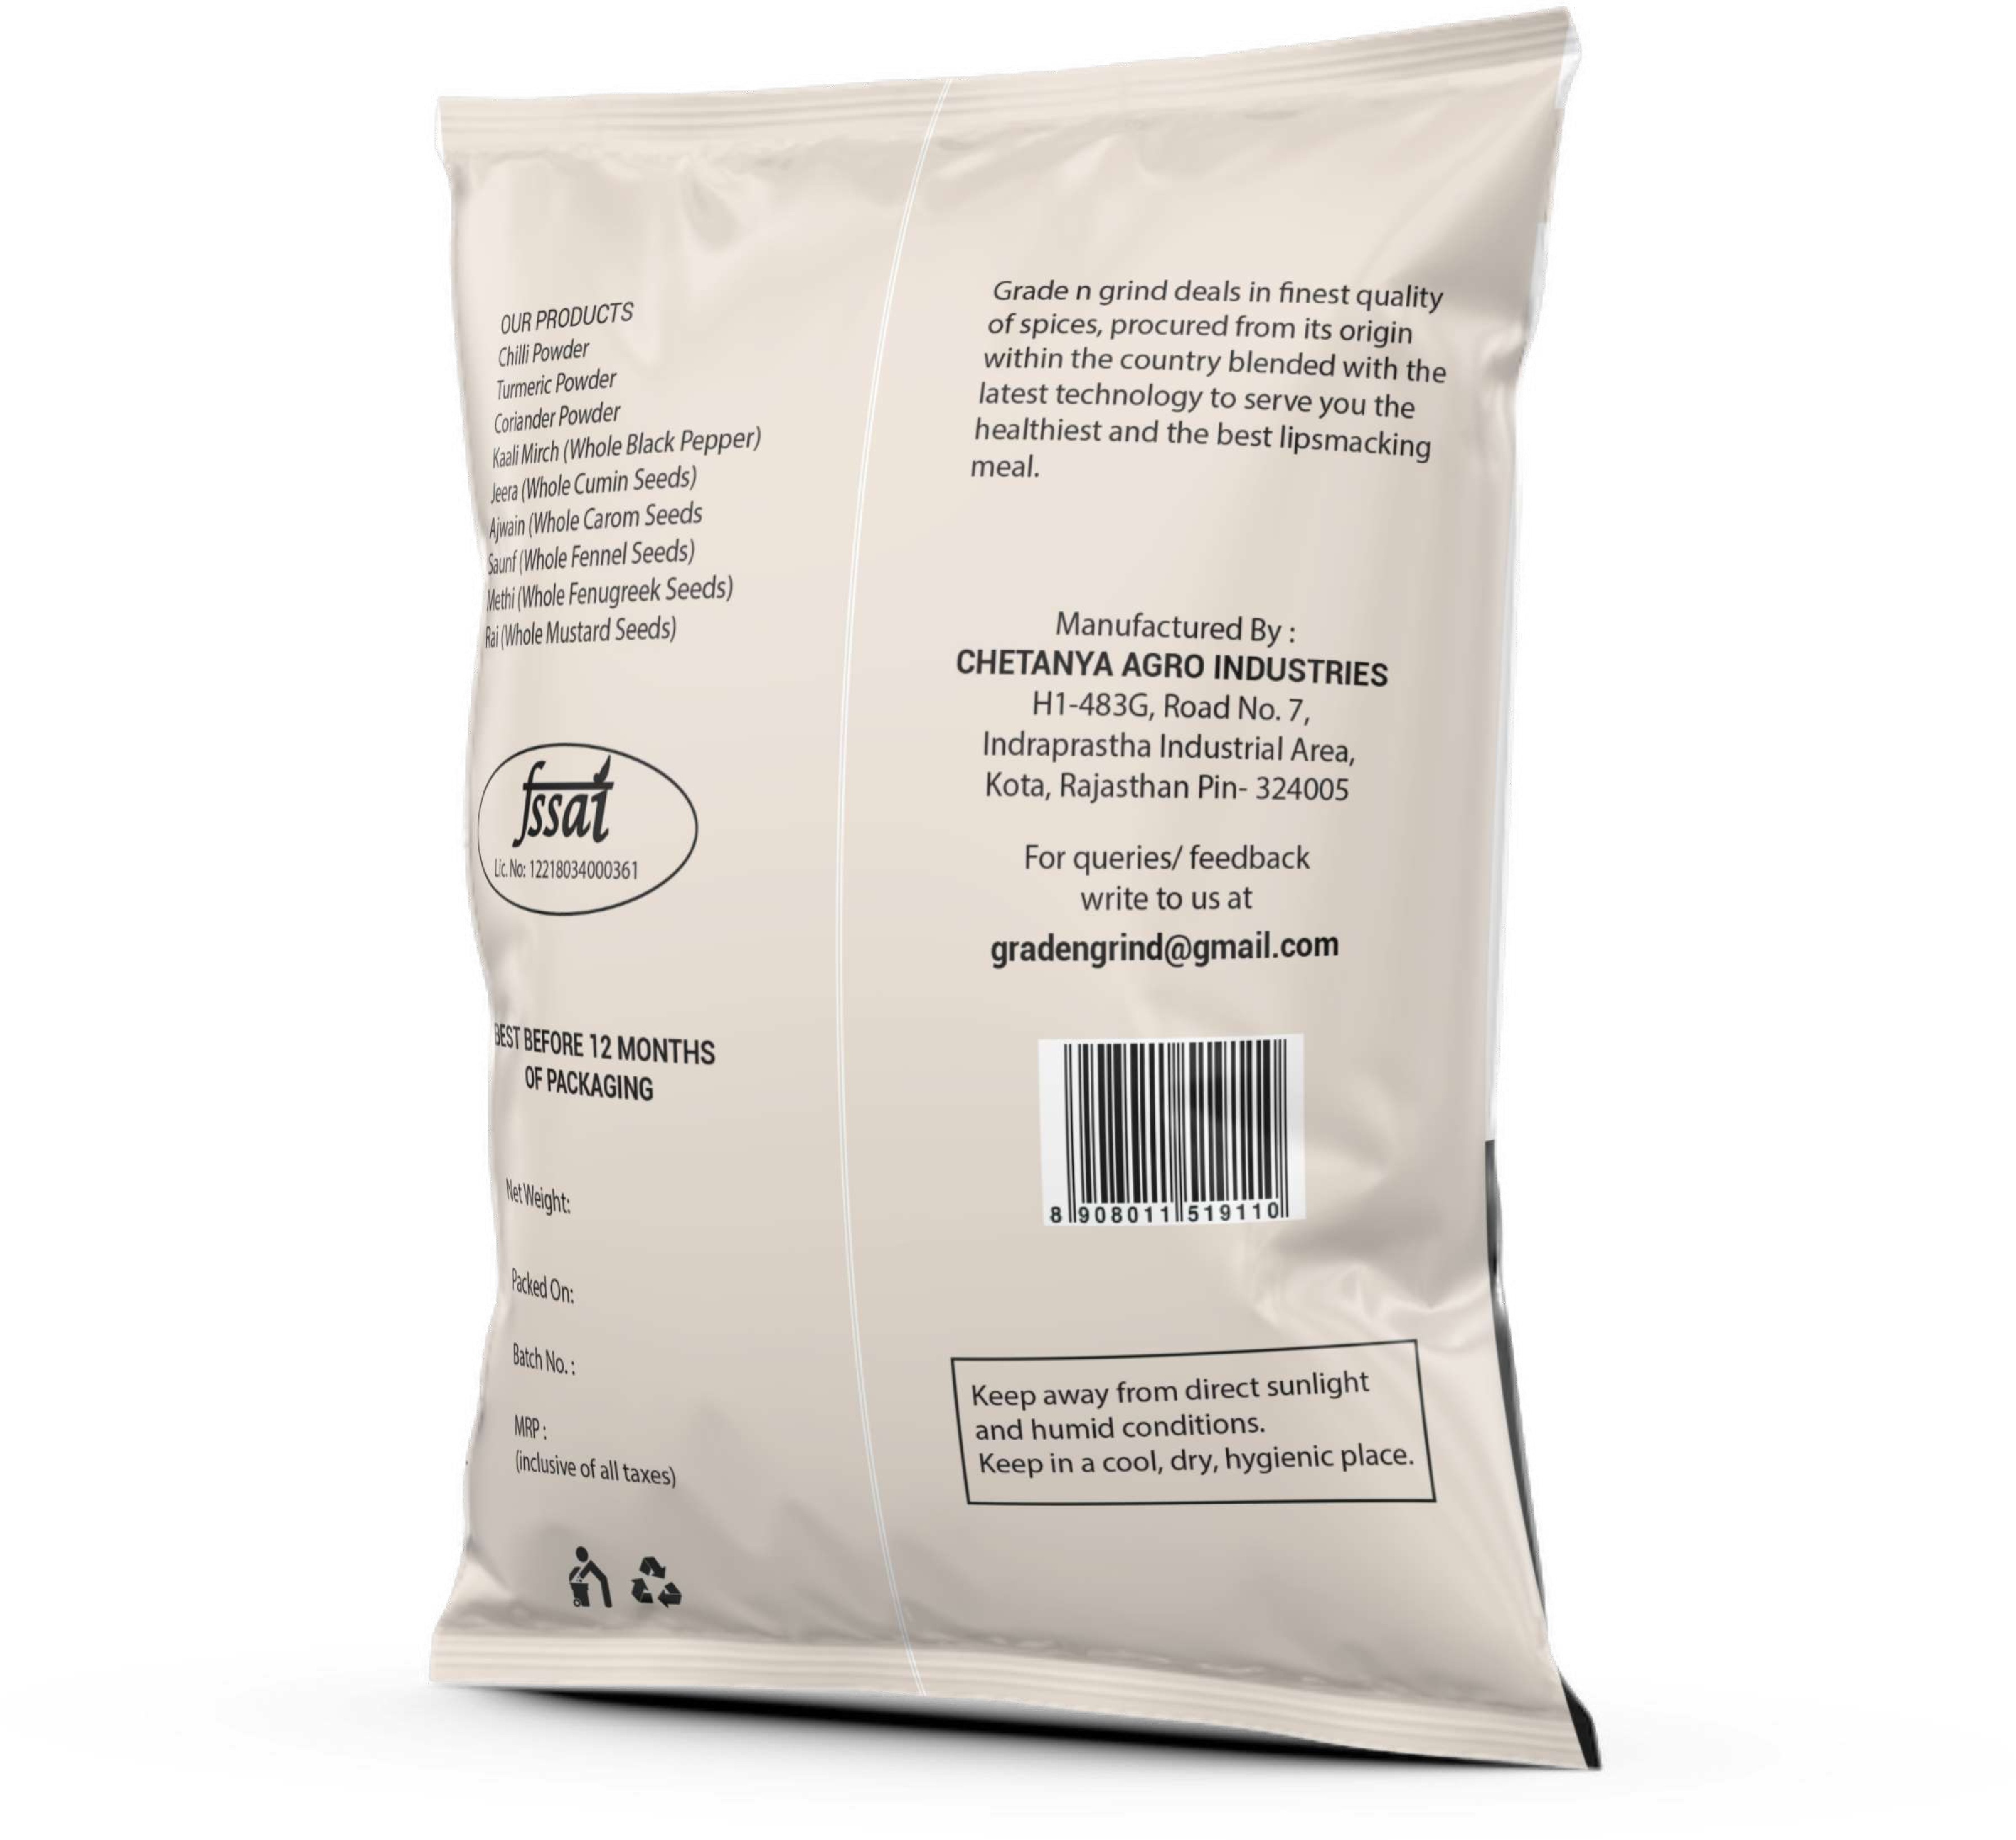 OUR PRODUCTS
Chilli Powder
Turmeric Powder
Coriander Powder
Kaali Mirch (Whole Black Pepper)
Jeera (Whole Cumin Seeds)
Ajwain (Whole Carom Seeds
Saunf (Whole Fennel Seeds)
Methi (Whole Fenugreek Seeds)
Rai (Whole Mustard Seeds)
fssai
Lic. No: 12218034000361
BEST BEFORE 12 MONTHS
OF PACKAGING
Net Weight:
Packed On:
Batch No. :
MRP :
(inclusive of all taxes)
Grade n grind deals in finest quality
of spices, procured from its origin
within the country blended with the
latest technology to serve you the
healthiest and the best lipsmacking
meal.
Manufactured By :
CHETANYA AGRO INDUSTRIES
H1-483G, Road No. 7,
Indraprastha Industrial Area,
Kota, Rajasthan Pin- 324005
For queries/ feedback
write to us at
gradengrind@gmail.com
8 908011 519110
Keep away from direct sunlight
and humid conditions.
Keep in a cool, dry, hygienic place.